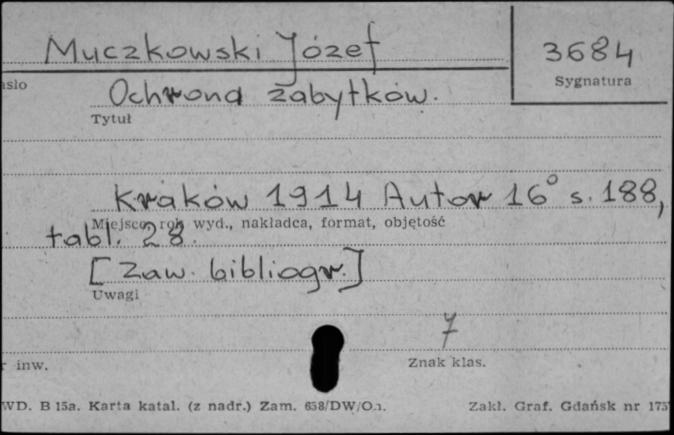 Muczkowski Józef 3684
Sygnatura
Ochrona zabytków.
Tytuł
Kraków 1914 Autor 16° s. 188,
Miejsce, rok wyd., nakładca, format, objętość
tabl. 28.
[Zaw. bibliogr.]
Uwagi
7
inw. Znak klas.
WD. B 15a. Karta katal. (z nadr.) Zam. 658/DW/ Zakł. Graf. Gdańsk nr 175